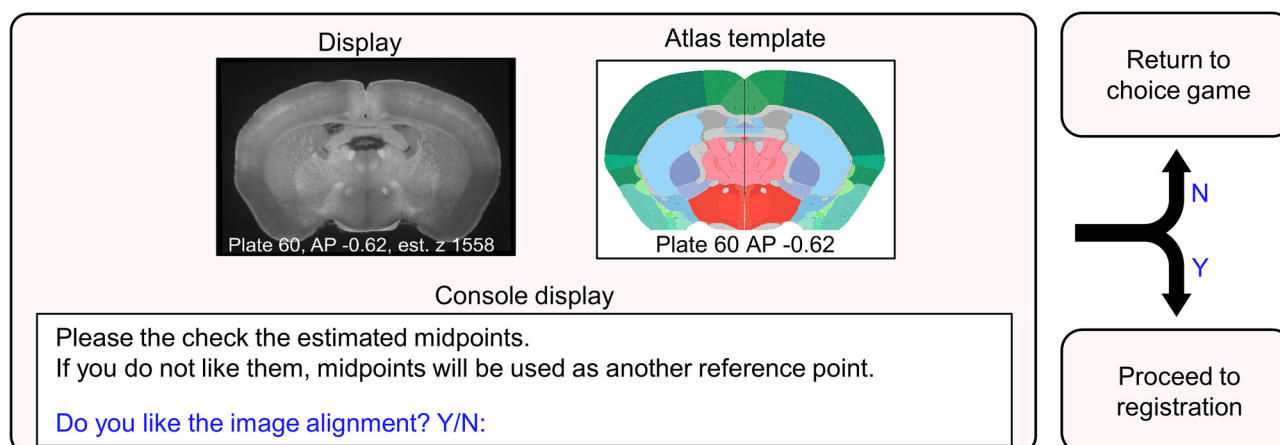 Display
Atlas template
Plate 60, AP -0.62, est. z 1558
Plate 60 AP -0.62
Console display
Please the check the estimated midpoints.
If you do not like them, midpoints will be used as another reference point.
Do you like the image alignment? Y/N:
Return to
choice game
N
Y
Proceed to
registration